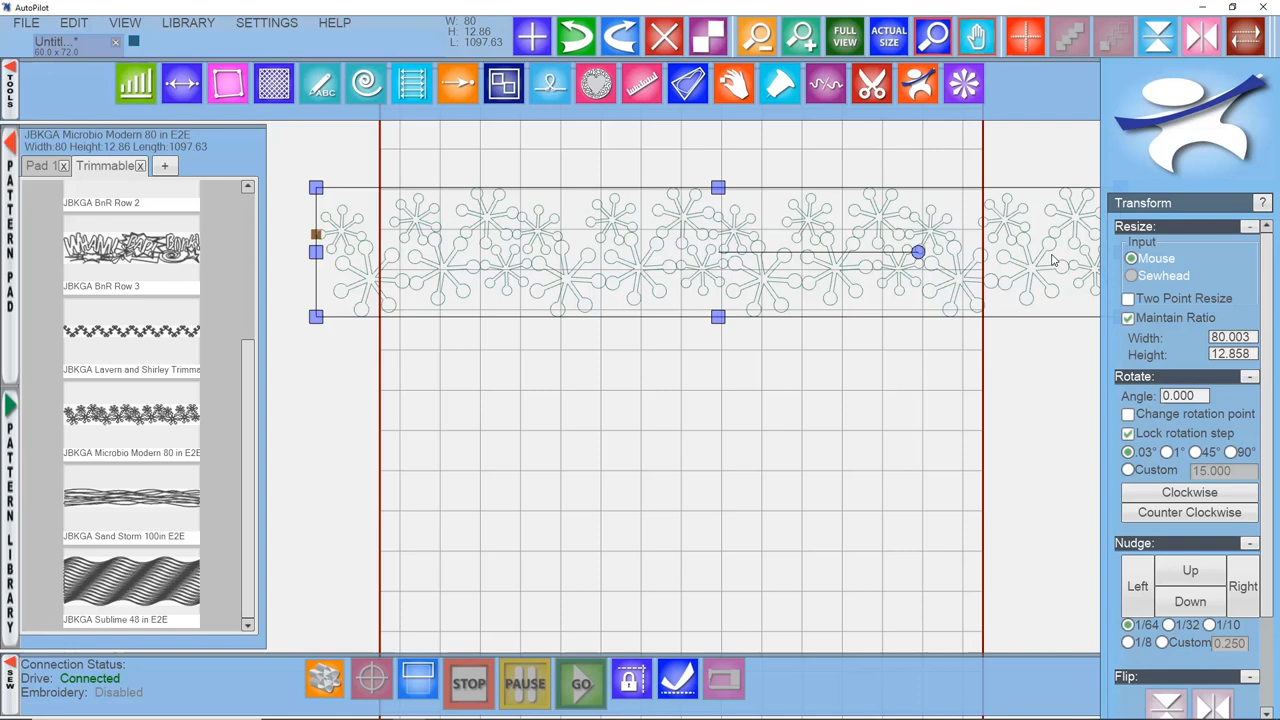 AutoPilot
FILE EDIT VIEW LIBRARY SETTINGS HELP
W: 80
H: 12.86
L: 1097.63
Untitl...*
60.0 x 72.0
FULL VIEW
ACTUAL SIZE
TOOLS
ABC
JBKGA Microbio Modern 80 in E2E
Width:80 Height:12.86 Length:1097.63
Pad 1 x Trimmable x +
PATTERN PAD
PATTERN LIBRARY
JBKGA BnR Row 2
JBKGA BnR Row 3
JBKGA Lavern and Shirley Trimma
JBKGA Microbio Modern 80 in E2E
JBKGA Sand Storm 100in E2E
JBKGA Sublime 48 in E2E
Transform ?
Resize: -
Input
Mouse
Sewhead
Two Point Resize
Maintain Ratio
Width: 80.003
Height: 12.858
Rotate: -
Angle: 0.000
Change rotation point
Lock rotation step
.03° 1° 45° 90°
Custom 15.000
Clockwise
Counter Clockwise
Nudge: -
Left Up Right
Down
1/64 1/32 1/10
1/8 Custom 0.250
Flip: -
SEW
Connection Status:
Drive: Connected
Embroidery: Disabled
STOP PAUSE GO